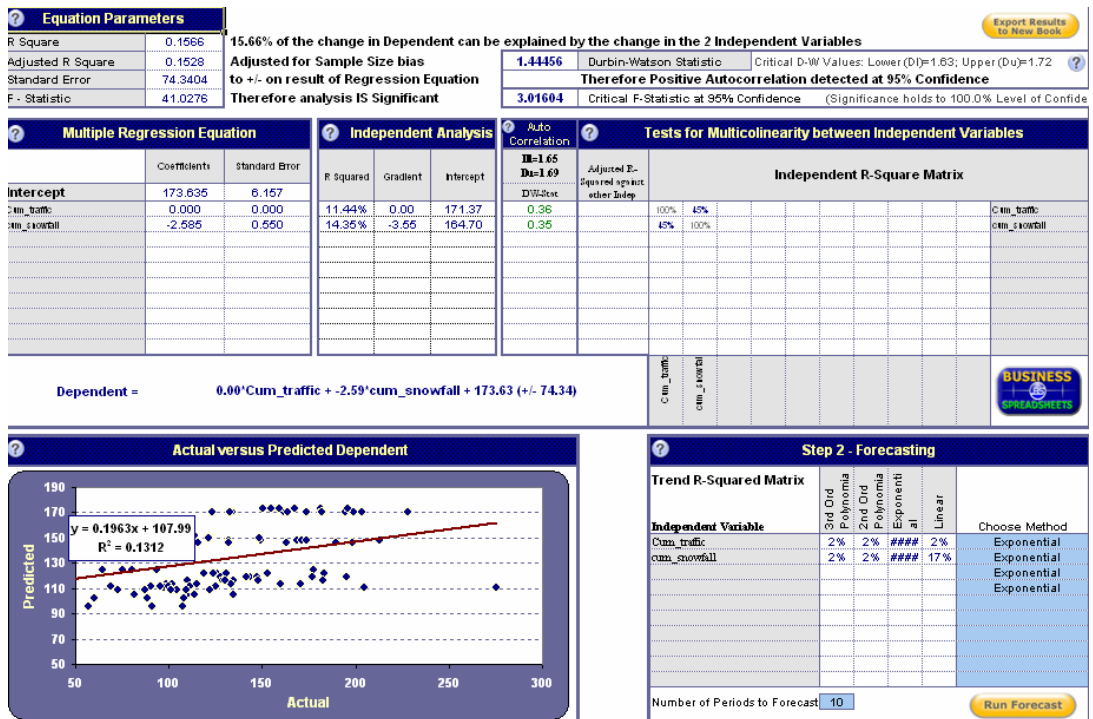 Equation Parameters
Export Results to New Book
R Square 0.1566 15.66% of the change in Dependent can be explained by the change in the 2 Independent Variables
Adjusted R Square 0.1528 Adjusted for Sample Size bias 1.44456 Durbin-Watson Statistic Critical D-W Values: Lower (Dl)=1.63; Upper (Du)=1.72
Standard Error 74.3404 to +/- on result of Regression Equation Therefore Positive Autocorrelation detected at 95% Confidence
F - Statistic 41.0276 Therefore analysis IS Significant 3.01604 Critical F-Statistic at 95% Confidence (Significance holds to 100.0% Level of Confide
Multiple Regression Equation
Independent Analysis
Auto Correlation
Tests for Multicolinearity between Independent Variables
Coefficients Standard Error
R Squared Gradient Intercept
Du=1.69
DW-Stat
Adjusted R-Squared against other Indep
Independent R-Square Matrix
Intercept 173.635 6.157
Cum_traffic 0.000 0.000 11.44% 0.00 171.37 0.36 100% 45% Cum_traffic
cum_snowfall -2.585 0.550 14.35% -3.55 164.70 0.35 45% 100% cum_snowfall
Cum_traffic
cum_snowfal
Dependent = 0.00*Cum_traffic + -2.59*cum_snowfall + 173.63 (+/- 74.34)
BUSINESS
SPREADSHEETS
Actual versus Predicted Dependent
190
170
150
130
110
90
70
50
y = 0.1963x + 107.99
R² = 0.1312
Predicted
50 100 150 200 250 300
Actual
Step 2 - Forecasting
Trend R-Squared Matrix
Independent Variable
3rd Ord Polynomia
2nd Ord Polynomia
Exponenti al
Linear
Choose Method
Cum_traffic 2% 2% #### 2% Exponential
cum_snowfall 2% 2% #### 17% Exponential
Exponential
Exponential
Number of Periods to Forecast 10
Run Forecast